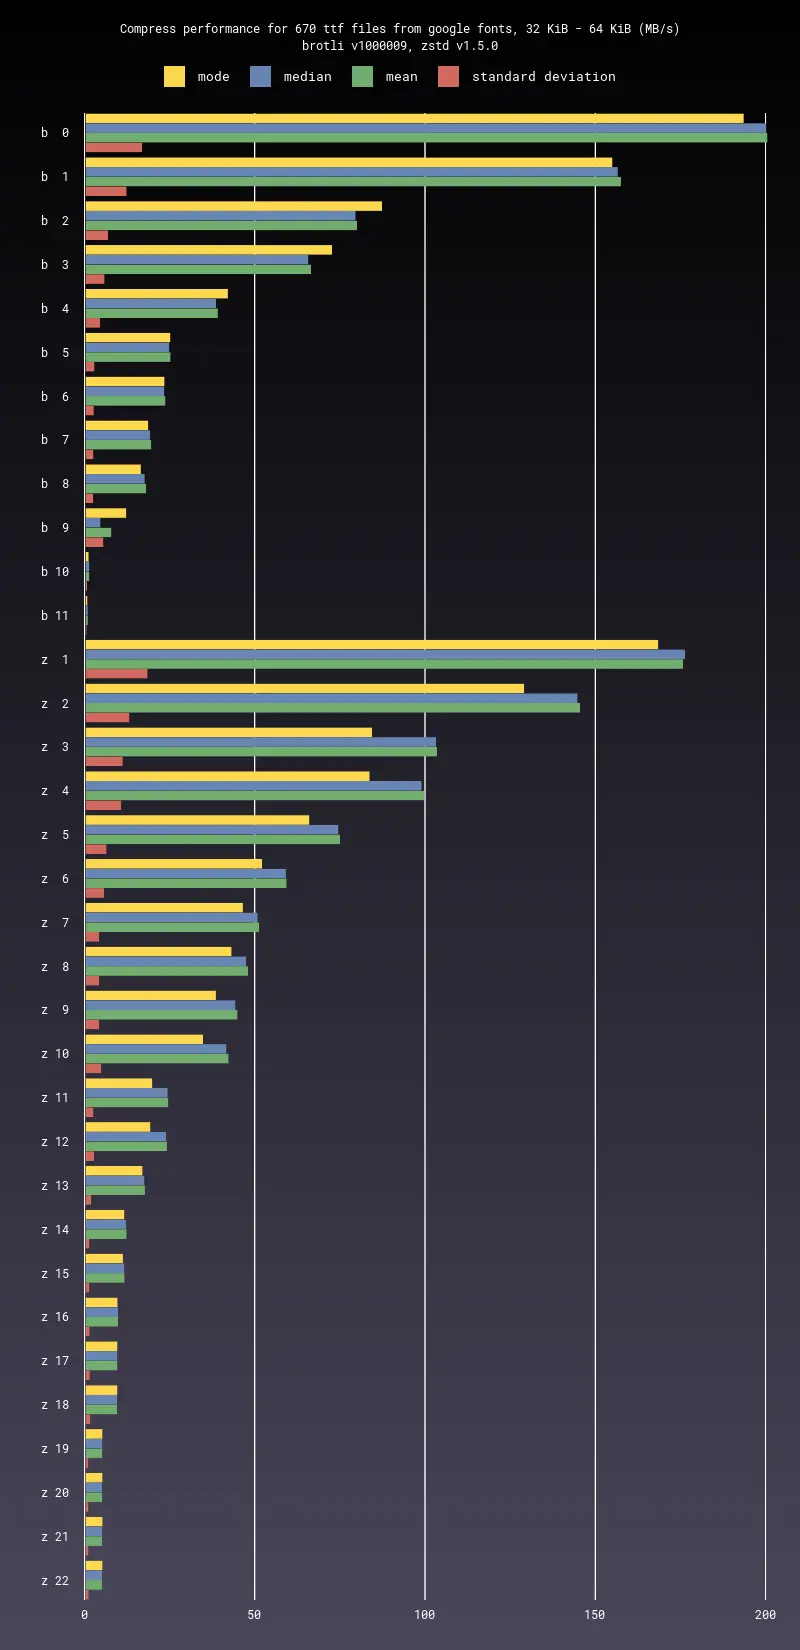 Compress performance for 670 ttf files from google fonts, 32 KiB - 64 KiB (MB/s)
brotli v1000009, zstd v1.5.0
mode median mean standard deviation
b 0
b 1
b 2
b 3
b 4
b 5
b 6
b 7
b 8
b 9
b 10
b 11
z 1
z 2
z 3
z 4
z 5
z 6
z 7
z 8
z 9
z 10
z 11
z 12
z 13
z 14
z 15
z 16
z 17
z 18
z 19
z 20
z 21
z 22
0 50 100 150 200